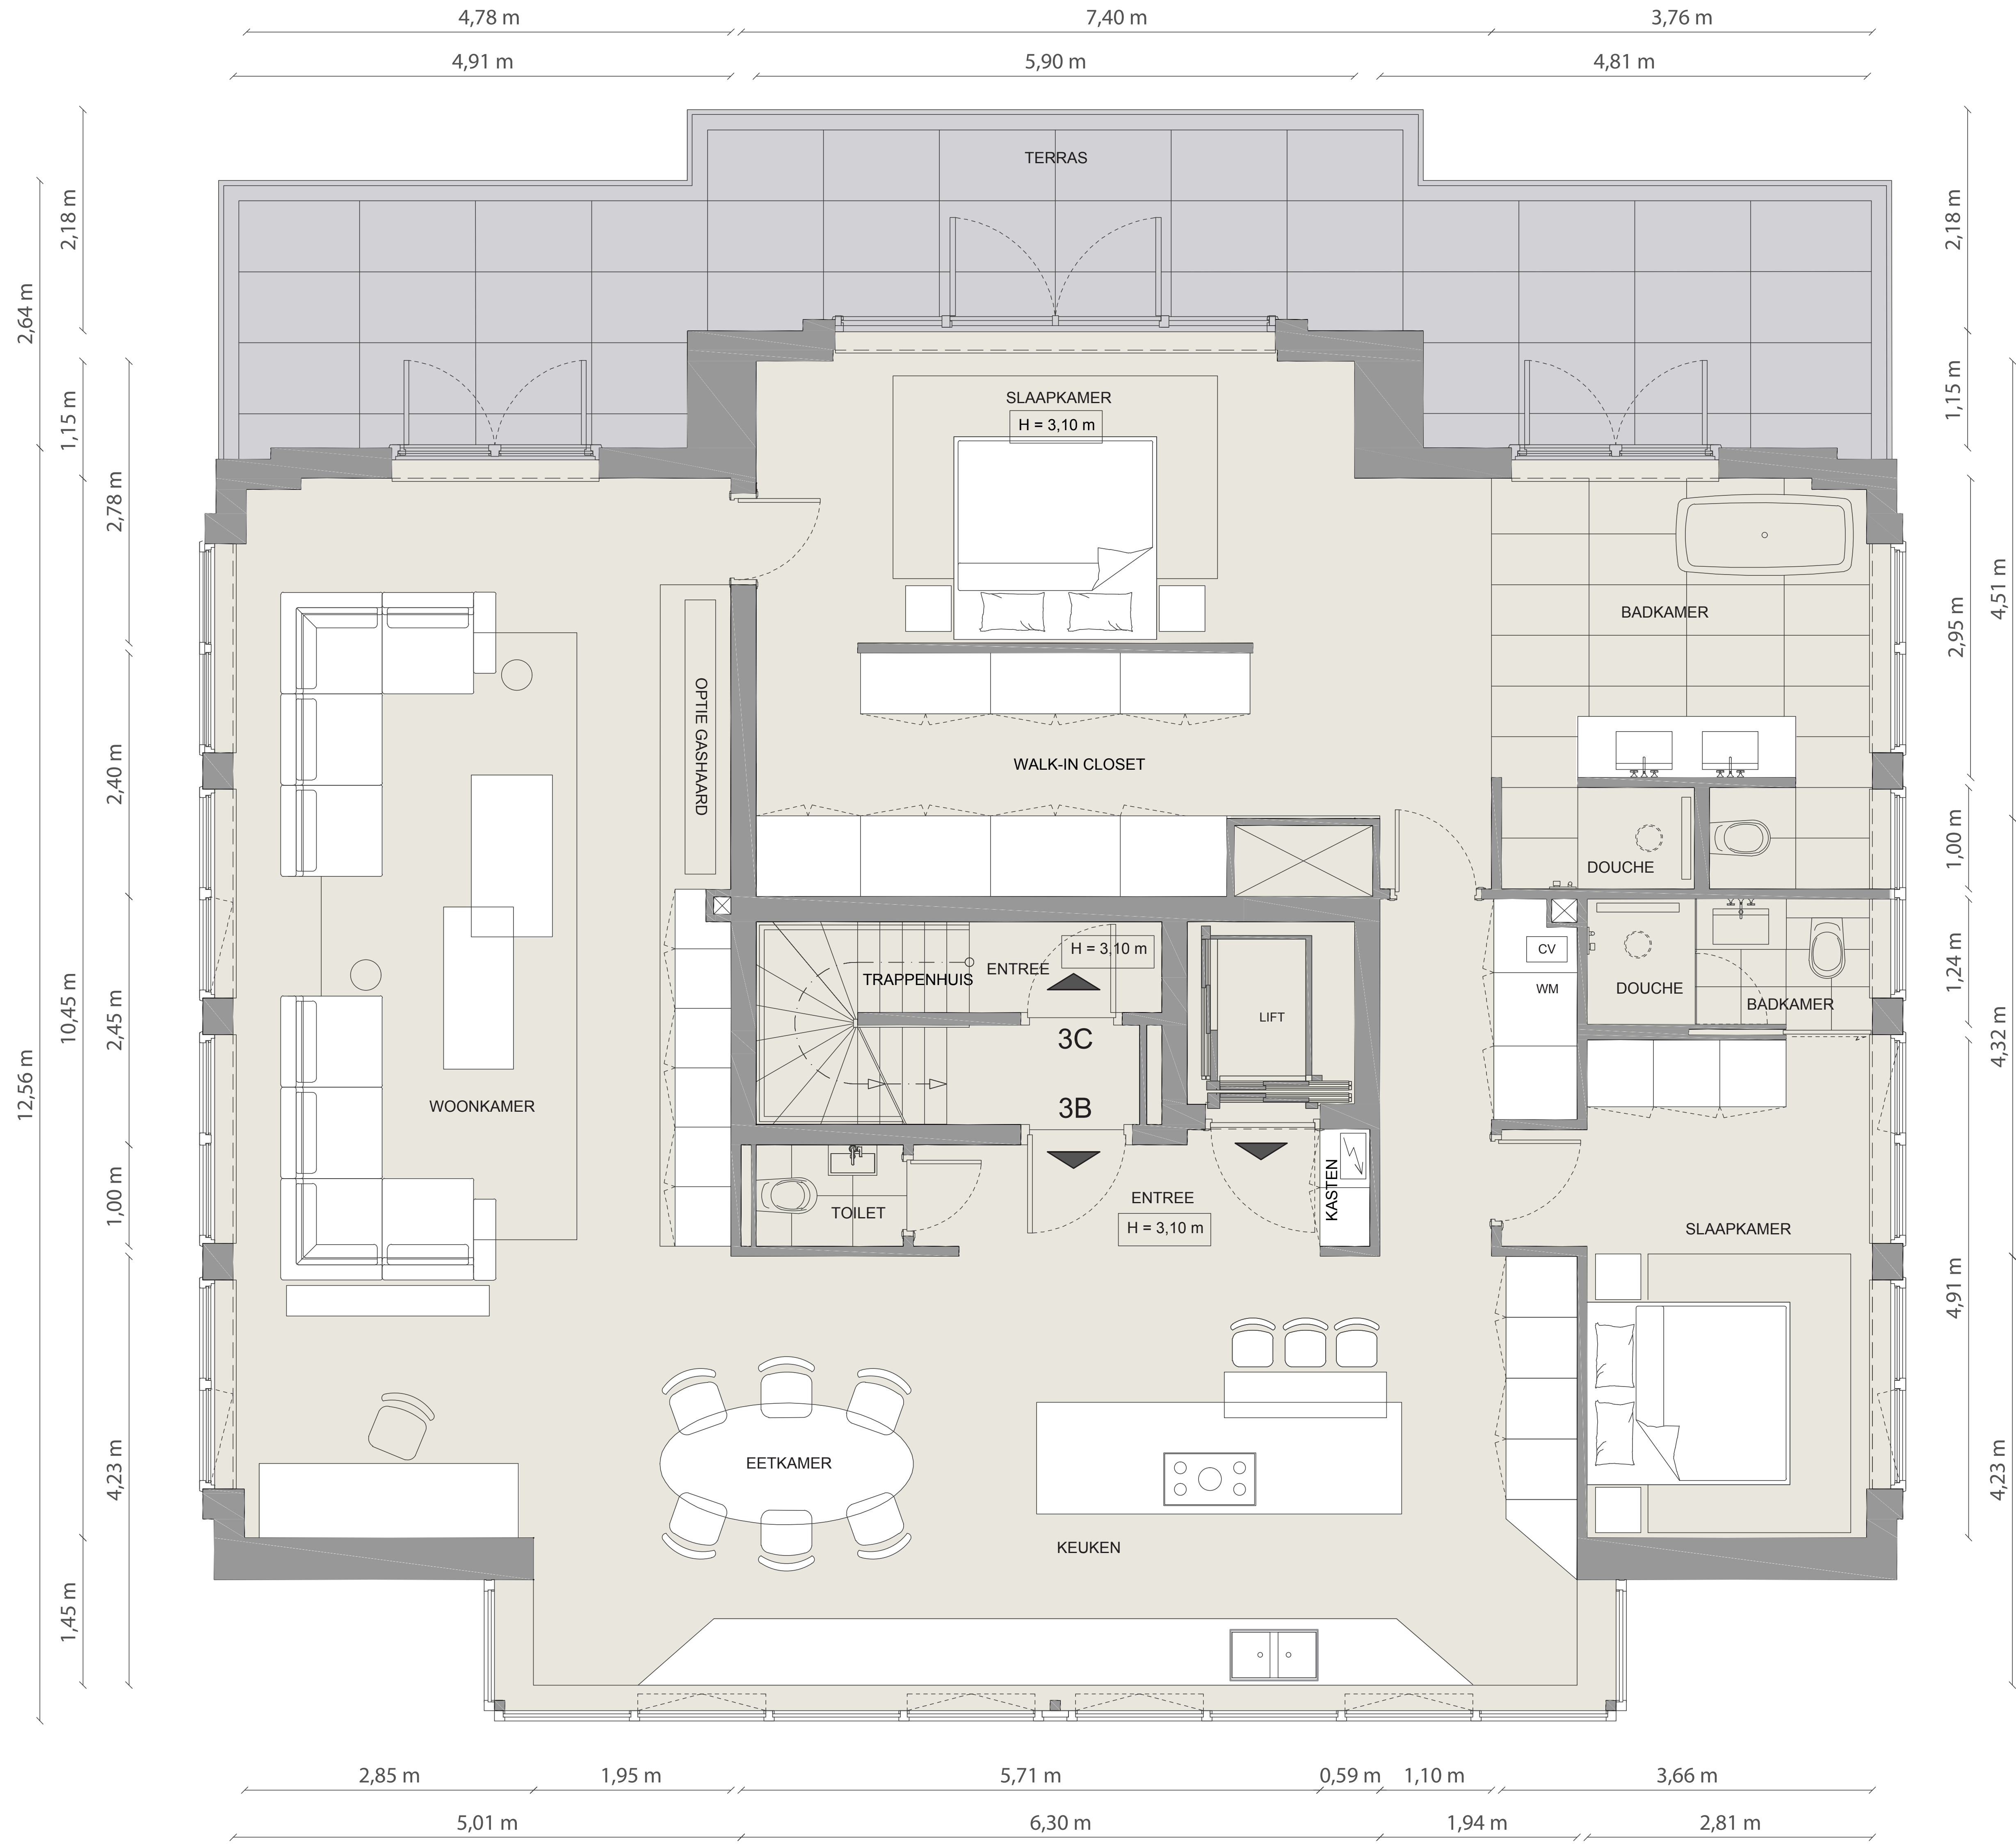 4,78 m 7,40 m 3,76 m
4,91 m 5,90 m 4,81 m
TERRAS
2,18 m
2,18 m
2,64 m
1,15 m
1,15 m
SLAAPKAMER
H = 3,10 m
2,78 m
4,51 m
BADKAMER
2,95 m
OPTIE GASHAARD
WALK-IN CLOSET
2,40 m
1,00 m
DOUCHE
H = 3,10 m
CV
ENTREE
TRAPPENHUIS
WM
DOUCHE
BADKAMER
1,24 m
LIFT
10,45 m
2,45 m
3C
4,32 m
12,56 m
WOONKAMER
3B
1,00 m
TOILET
ENTREE
H = 3,10 m
KASTEN
SLAAPKAMER
4,91 m
4,23 m
EETKAMER
4,23 m
KEUKEN
1,45 m
2,85 m 1,95 m 5,71 m 0,59 m 1,10 m 3,66 m
5,01 m 6,30 m 1,94 m 2,81 m